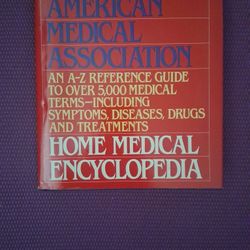 AMERICAN
MEDICAL
ASSOCIATION
AN A-Z REFERENCE GUIDE
TO OVER 5,000 MEDICAL
TERMS—INCLUDING
SYMPTOMS, DISEASES, DRUGS
AND TREATMENTS
HOME MEDICAL
ENCYCLOPEDIA